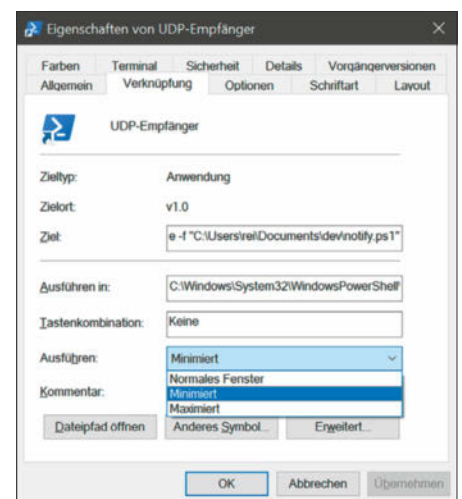 Eigenschaften von UDP-Empfänger
Farben Terminal Sicherheit Details Vorgängerversionen
Allgemein Verknüpfung Optionen Schriftart Layout
UDP-Empfänger
Zieltyp: Anwendung
Zielort: v1.0
Ziel: e -f "C:\Users\rei\Documents\dev\notify.ps1"
Ausführen in: C:\Windows\System32\WindowsPowerShell\
Tastenkombination: Keine
Ausführen: Minimiert
Normales Fenster
Minimiert
Kommentar:
Maximiert
Dateipfad öffnen Anderes Symbol... Erweitert...
OK Abbrechen Übernehmen